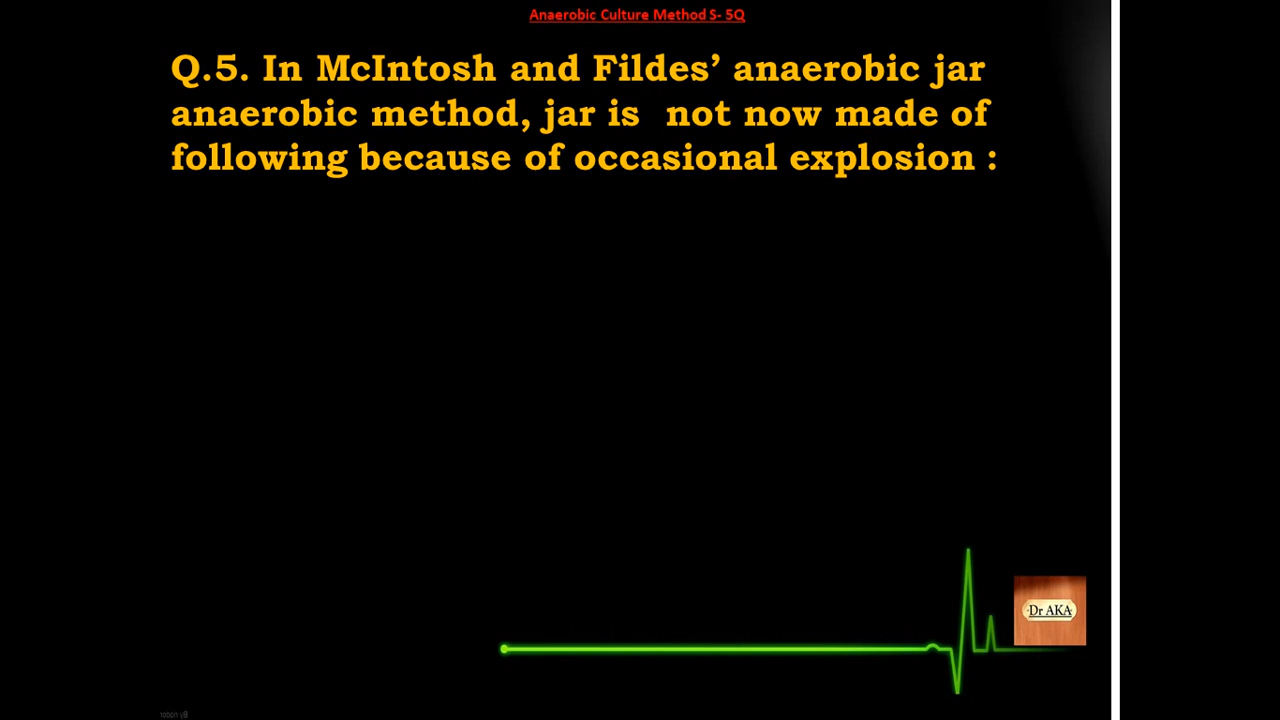 Anaerobic Culture Method S- 5Q
Q.5. In McIntosh and Fildes’ anaerobic jar
anaerobic method, jar is  not now made of
following because of occasional explosion :
Dr AKA